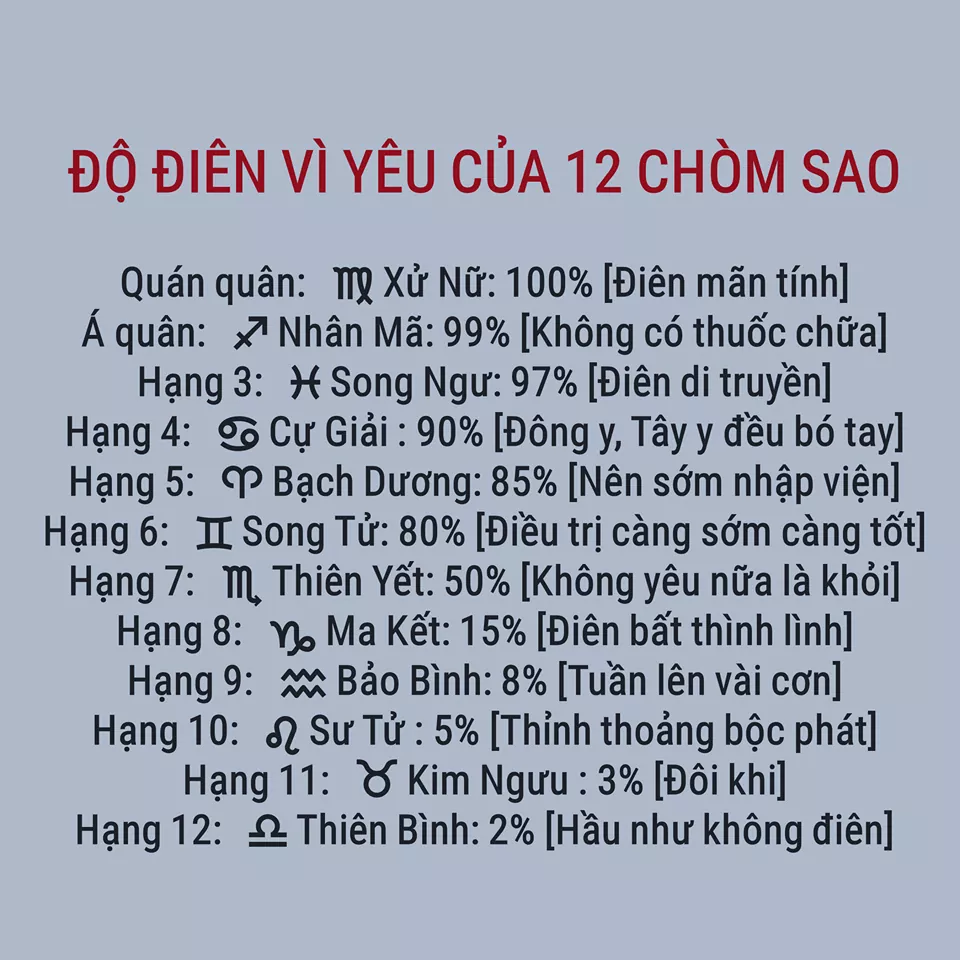 ĐỘ ĐIÊN VÌ YÊU CỦA 12 CHÒM SAO
Quán quân: ♍ Xử Nữ: 100% [Điên mãn tính]
Á quân: ♐ Nhân Mã: 99% [Không có thuốc chữa]
Hạng 3: ♓ Song Ngư: 97% [Điên di truyền]
Hạng 4: ♋ Cự Giải : 90% [Đông y, Tây y đều bó tay]
Hạng 5: ♈ Bạch Dương: 85% [Nên sớm nhập viện]
Hạng 6: ♊ Song Tử: 80% [Điều trị càng sớm càng tốt]
Hạng 7: ♏ Thiên Yết: 50% [Không yêu nữa là khỏi]
Hạng 8: ♑ Ma Kết: 15% [Điên bất thình lình]
Hạng 9: ♒ Bảo Bình: 8% [Tuần lên vài cơn]
Hạng 10: ♌ Sư Tử : 5% [Thỉnh thoảng bộc phát]
Hạng 11: ♉ Kim Ngưu : 3% [Đôi khi]
Hạng 12: ♎ Thiên Bình: 2% [Hầu như không điên]